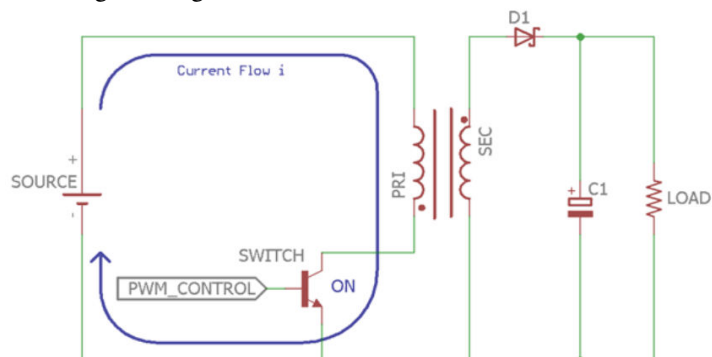 D1
Current Flow i
+
SOURCE
-
PRI
SEC
+
C1
LOAD
SWITCH
PWM_CONTROL
ON